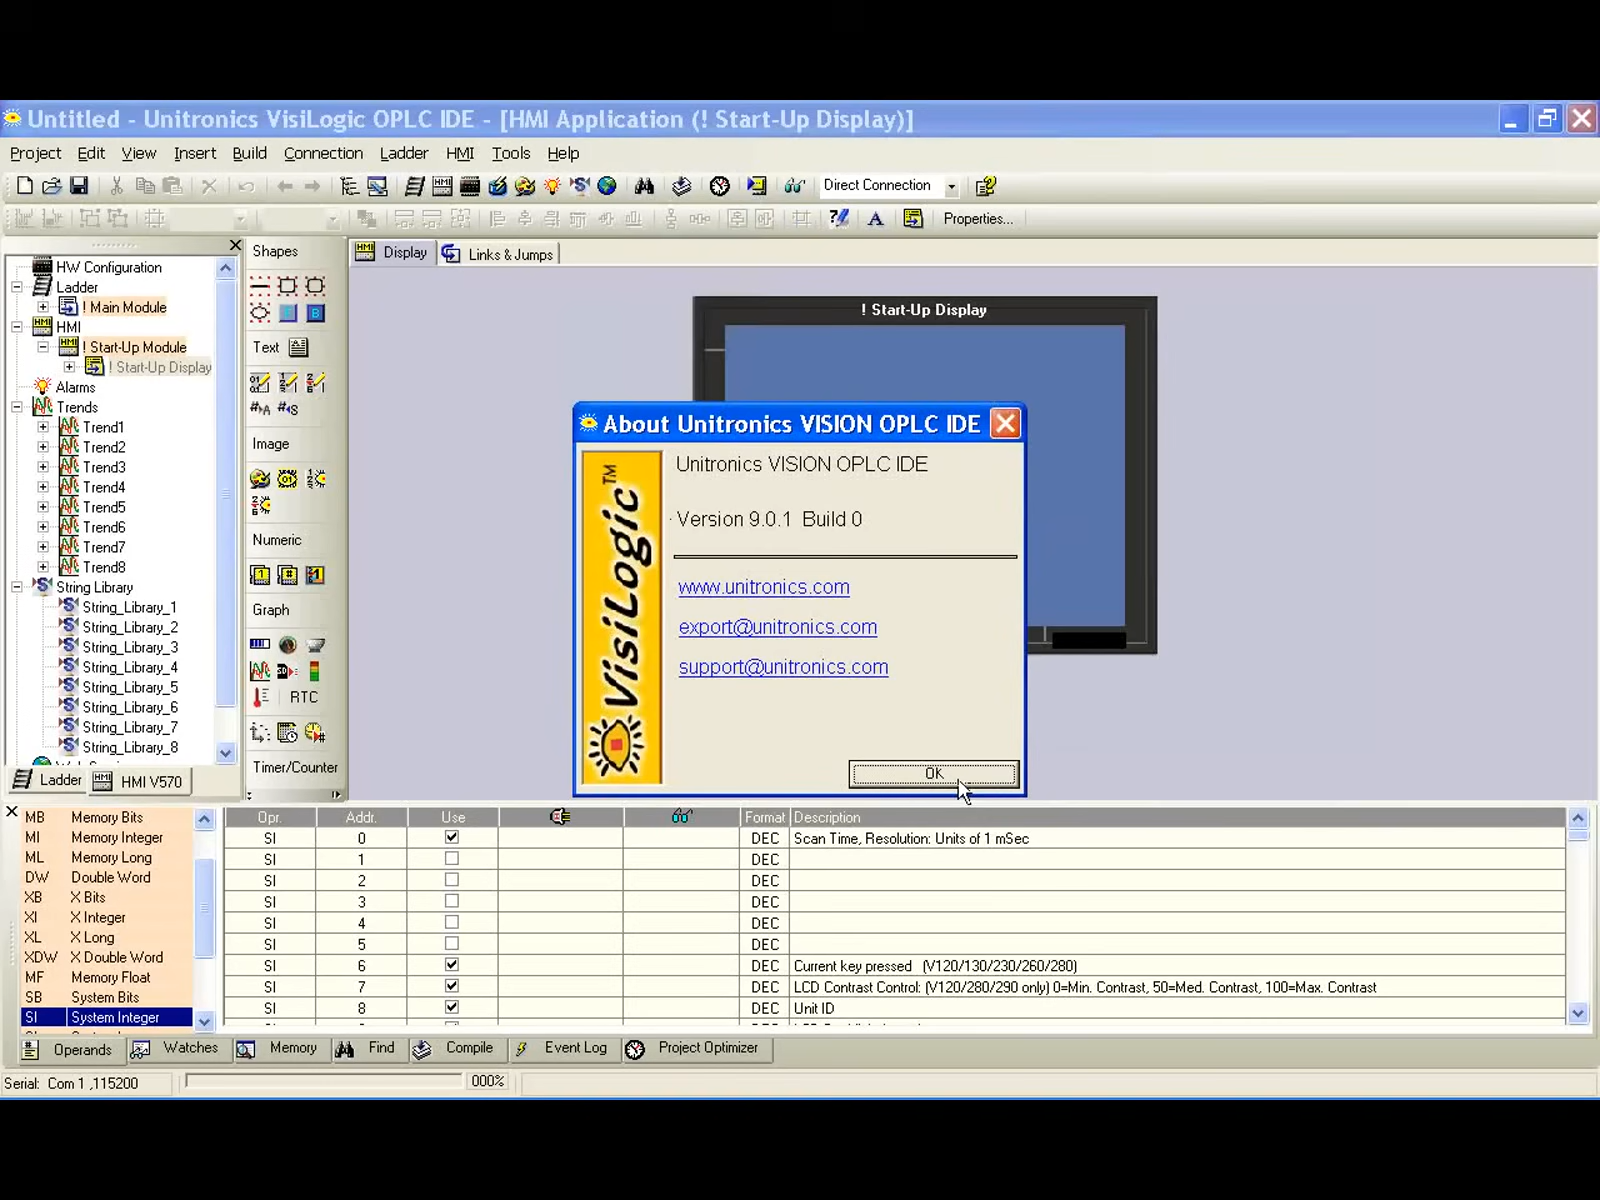 Untitled - Unitronics VisiLogic OPLC IDE - [HMI Application (! Start-Up Display)]
Project Edit View Insert Build Connection Ladder HMI Tools Help
Direct Connection
Properties...
HW Configuration
Ladder
! Main Module
HMI
! Start-Up Module
! Start-Up Display
Alarms
Trends
Trend1
Trend2
Trend3
Trend4
Trend5
Trend6
Trend7
Trend8
String Library
String_Library_1
String_Library_2
String_Library_3
String_Library_4
String_Library_5
String_Library_6
String_Library_7
String_Library_8
Ladder HMI V570
Shapes
Text
Image
Numeric
Graph
RTC
Timer/Counter
Display Links & Jumps
! Start-Up Display
About Unitronics VISION OPLC IDE
VisiLogic™
Unitronics VISION OPLC IDE
Version 9.0.1 Build 0
www.unitronics.com
export@unitronics.com
support@unitronics.com
OK
MB Memory Bits
MI Memory Integer
ML Memory Long
DW Double Word
XB X Bits
XI X Integer
XL X Long
XDW X Double Word
MF Memory Float
SB System Bits
SI System Integer
Opr. Addr. Use Format Description
SI 0 DEC Scan Time, Resolution: Units of 1 mSec
SI 1 DEC
SI 2 DEC
SI 3 DEC
SI 4 DEC
SI 5 DEC
SI 6 DEC Current key pressed (V120/130/230/260/280)
SI 7 DEC LCD Contrast Control: (V120/280/290 only) 0=Min. Contrast, 50=Med. Contrast, 100=Max. Contrast
SI 8 DEC Unit ID
Operands Watches Memory Find Compile Event Log Project Optimizer
Serial: Com 1 ,115200 000%